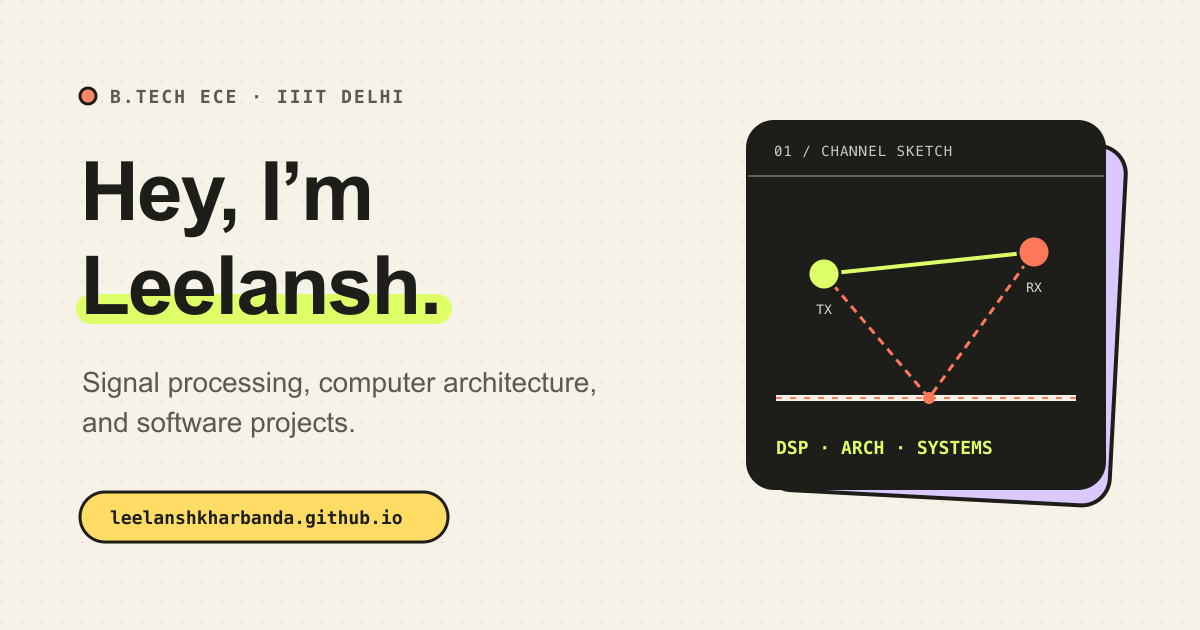 B.TECH ECE · IIIT DELHI
Hey, I’m
Leelansh.
Signal processing, computer architecture,
and software projects.
leelanshkharbanda.github.io
01 / CHANNEL SKETCH
TX
RX
DSP · ARCH · SYSTEMS